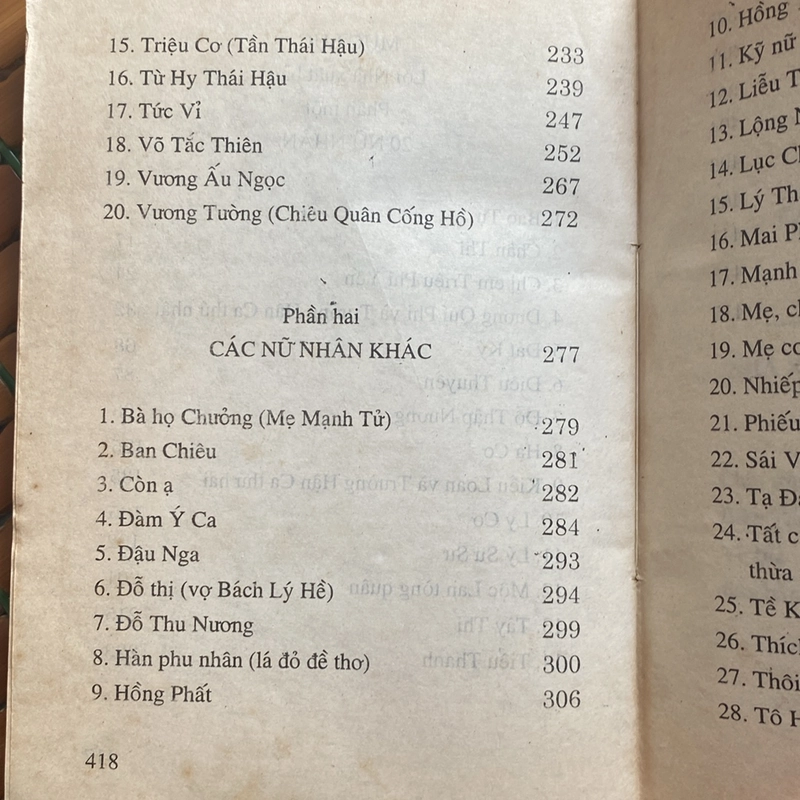 15. Triệu Cơ (Tần Thái Hậu) 233
16. Từ Hy Thái Hậu 239
17. Tức Vỉ 247
18. Võ Tắc Thiên 252
19. Vương Ấu Ngọc 267
20. Vương Tường (Chiêu Quân Cống Hồ) 272
Phần hai
CÁC NỮ NHÂN KHÁC 277
1. Bà họ Chưởng (Mẹ Mạnh Tử) 279
2. Ban Chiêu 281
3. Còn ạ 282
4. Đàm Ý Ca 284
5. Đậu Nga 293
6. Đỗ thị (vợ Bách Lý Hề) 294
7. Đỗ Thu Nương 299
8. Hàn phu nhân (lá đỏ đề thơ) 300
9. Hồng Phất 306
418
10. Hồng
11. Kỹ nữ
12. Liễu
13. Lộng
14. Lục
15. Lý
16. Mai
17. Mạnh
18. Mẹ,
19. Mẹ
20. Nhiếp
21. Phiếu
22. Sái
23. Tạ
24. Tất
thừa
25. Tề
26. Thích
27. Thôi
28. Tô